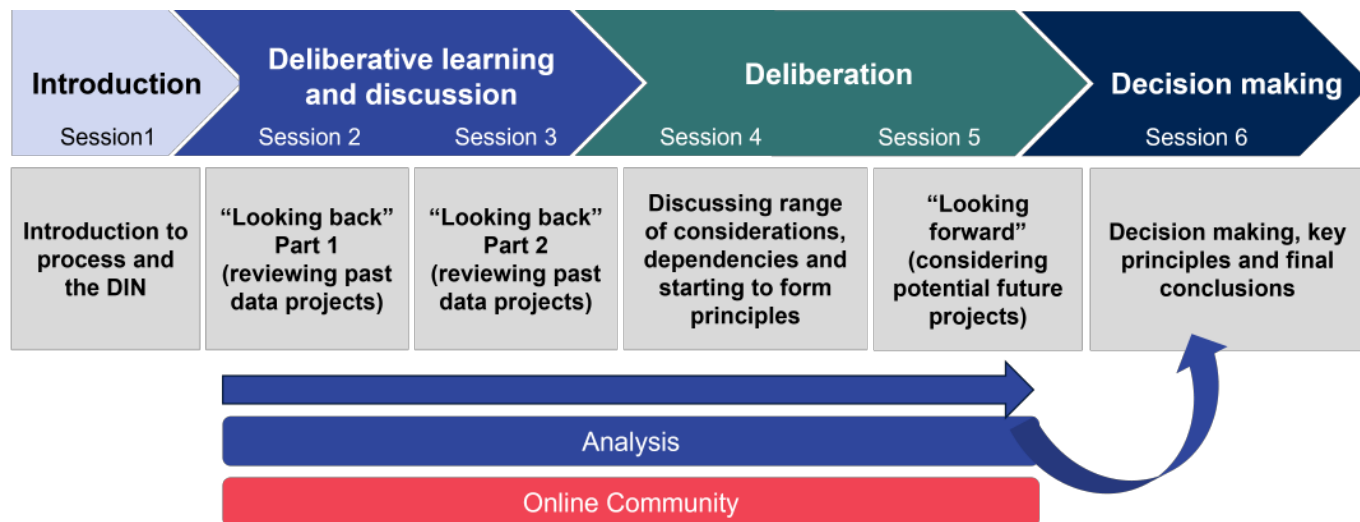 Introduction
Session1
Deliberative learning
and discussion
Session 2
Session 3
Deliberation
Session 4
Session 5
Decision making
Session 6
Introduction to
process and
the DIN
“Looking back”
Part 1
(reviewing past
data projects)
“Looking back”
Part 2
(reviewing past
data projects)
Discussing range
of considerations,
dependencies and
starting to form
principles
“Looking
forward”
(considering
potential future
projects)
Decision making, key
principles and final
conclusions
Analysis
Online Community